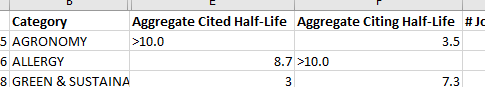 B E F
Category Aggregate Cited Half-Life Aggregate Citing Half-Life # Jo
5 AGRONOMY >10.0 3.5
6 ALLERGY 8.7 >10.0
8 GREEN & SUSTAINA 3 7.3